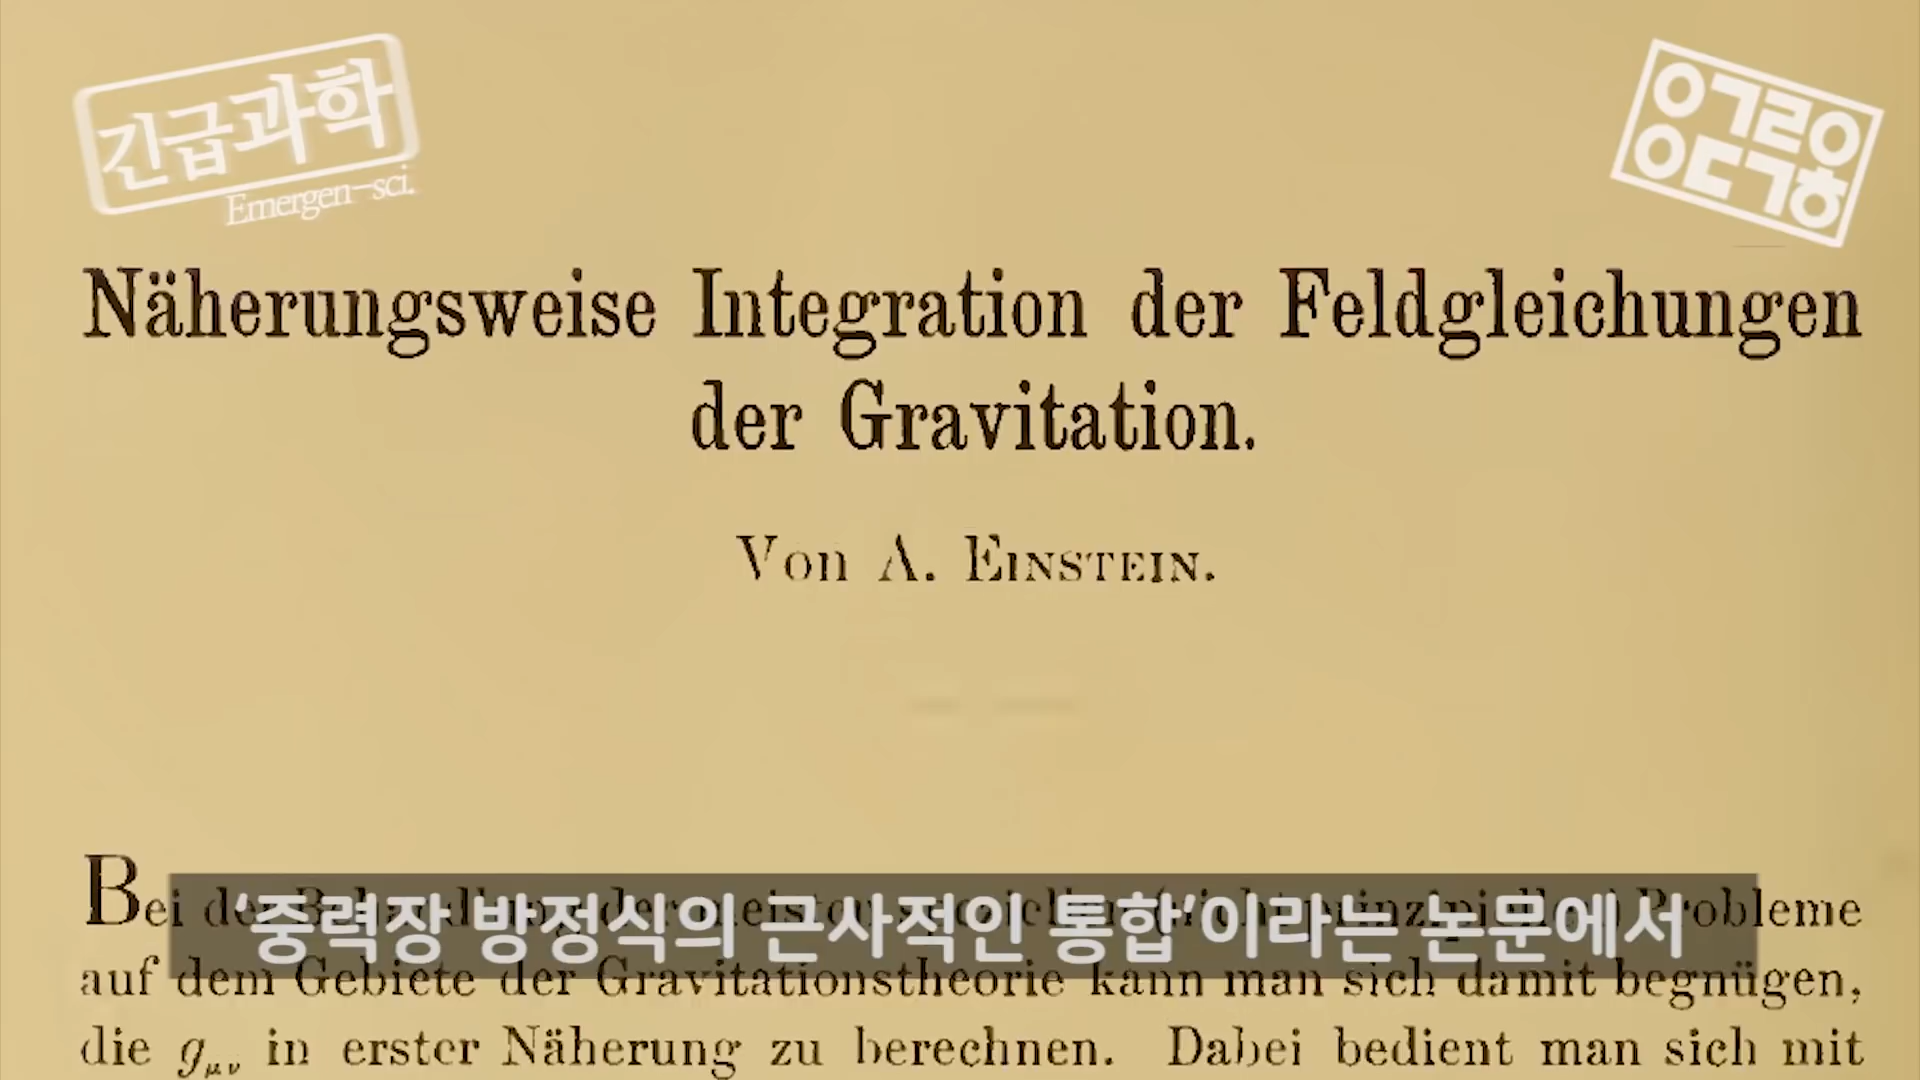 긴급과학
Emergen-sci.
Näherungsweise Integration der Feldgleichungen
der Gravitation.
Von A. Einstein.
'중력장 방정식의 근사적인 통합'이라는 논문에서
Bei Probleme
auf dem Gebiete der Gravitationstheorie kann man sich damit begnügen,
die gμν in erster Näherung zu berechnen. Dabei bedient man sich mit